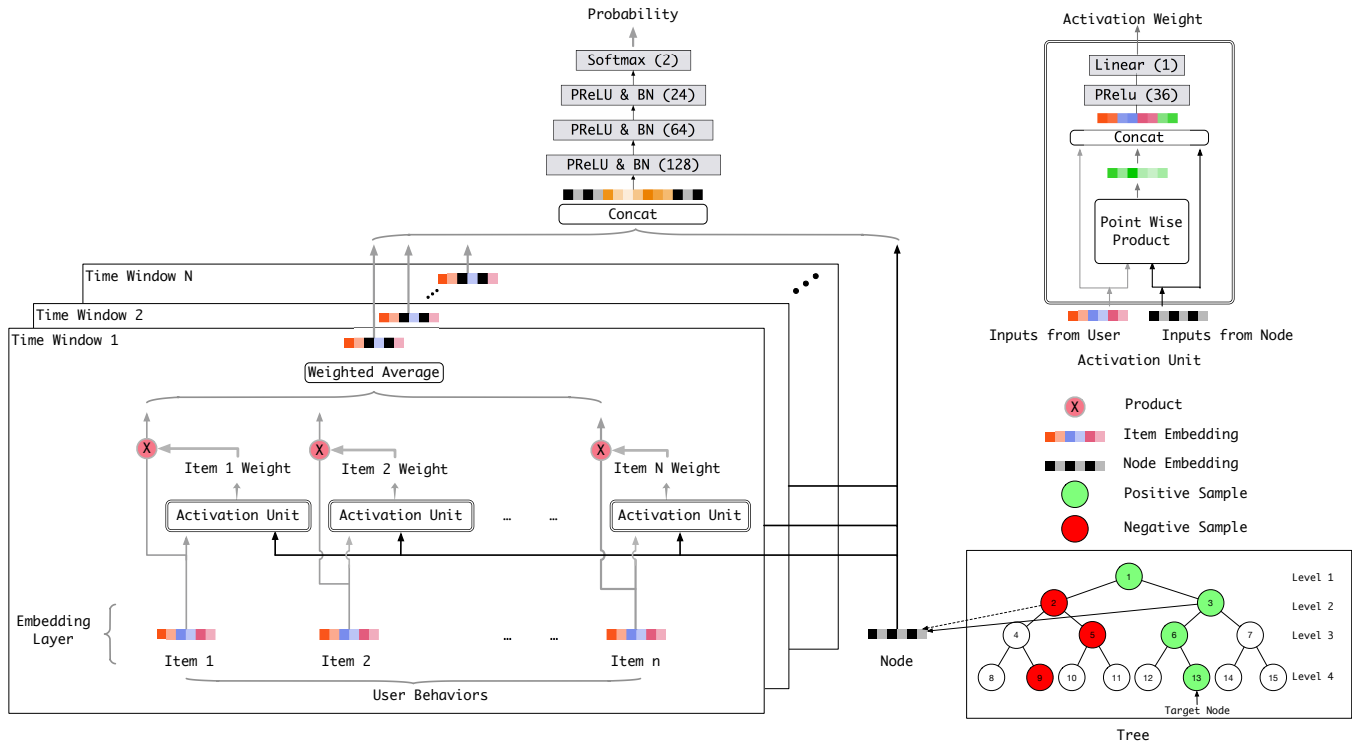 Probability
Softmax (2)
PReLU & BN (24)
PReLU & BN (64)
PReLU & BN (128)
Concat
Time Window N
Time Window 2
Time Window 1
Weighted Average
X
X
X
Item 1 Weight
Item 2 Weight
Item N Weight
Activation Unit
Activation Unit
… …
Activation Unit
Embedding
Layer
… …
Item 1
Item 2
Item n
User Behaviors
Node
Activation Weight
Linear (1)
PRelu (36)
Concat
Point Wise
Product
Inputs from User
Inputs from Node
Activation Unit
X
Product
Item Embedding
Node Embedding
Positive Sample
Negative Sample
1
Level 1
2
3
Level 2
4
5
6
7
Level 3
8
9
10
11
12
13
14
15
Level 4
Target Node
Tree